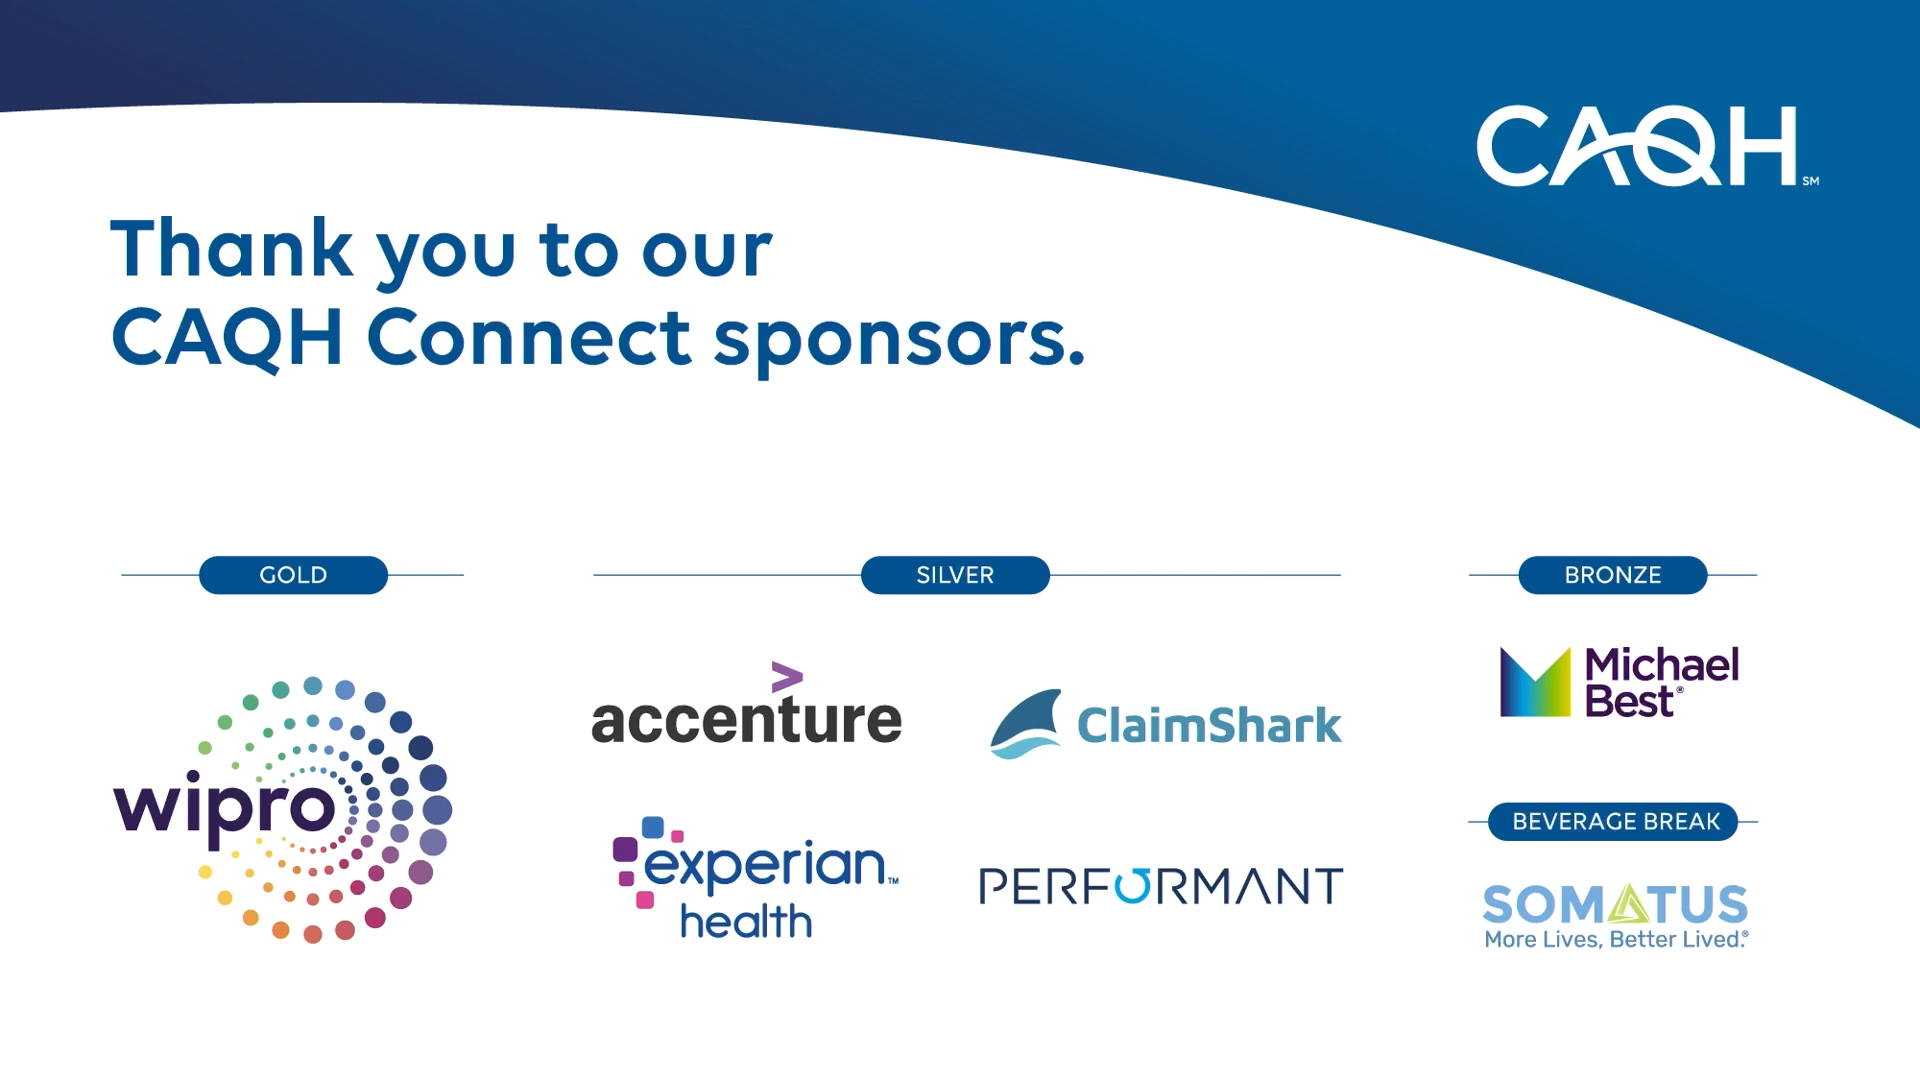 CAQH SM
Thank you to our
CAQH Connect sponsors.
GOLD
wipro
SILVER
accenture
ClaimShark
experian™
health
PERFORMANT
BRONZE
Michael
Best®
BEVERAGE BREAK
SOMATUS
More Lives, Better Lived.®